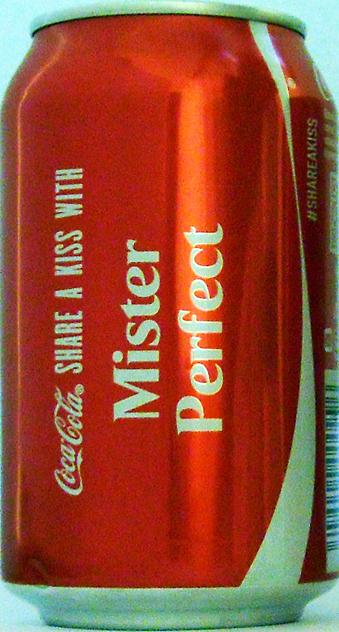 Coca-Cola® SHARE A KISS WITH
Mister
Perfect
#SHAREAKISS